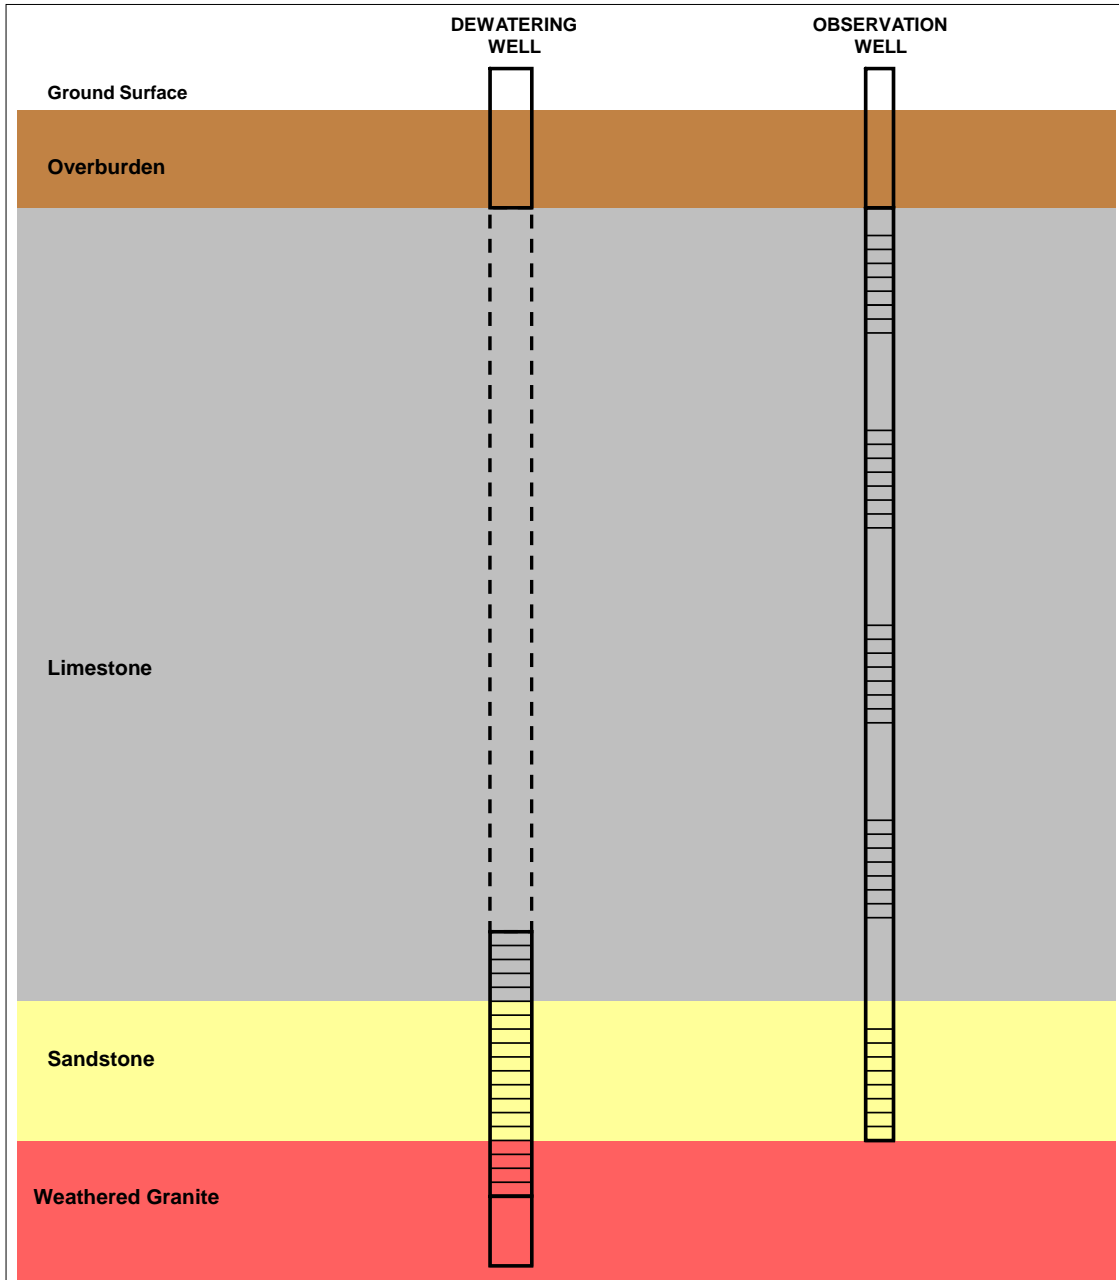 DEWATERING
WELL
OBSERVATION
WELL
Ground Surface
Overburden
Limestone
Sandstone
Weathered Granite